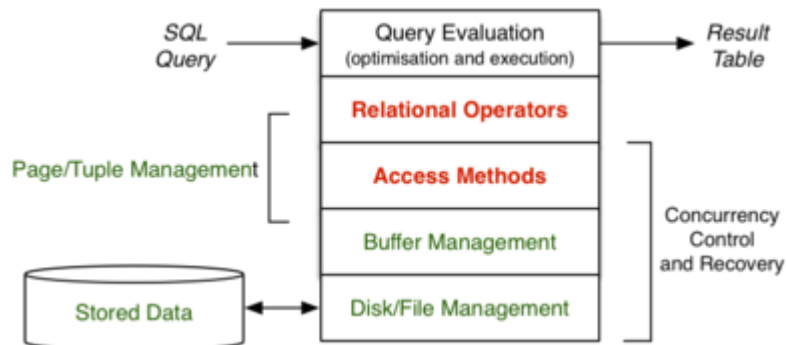 SQL
Query
Query Evaluation
(optimisation and execution)
Result
Table
Relational Operators
Page/Tuple Management
Access Methods
Buffer Management
Concurrency
Control
and Recovery
Stored Data
Disk/File Management